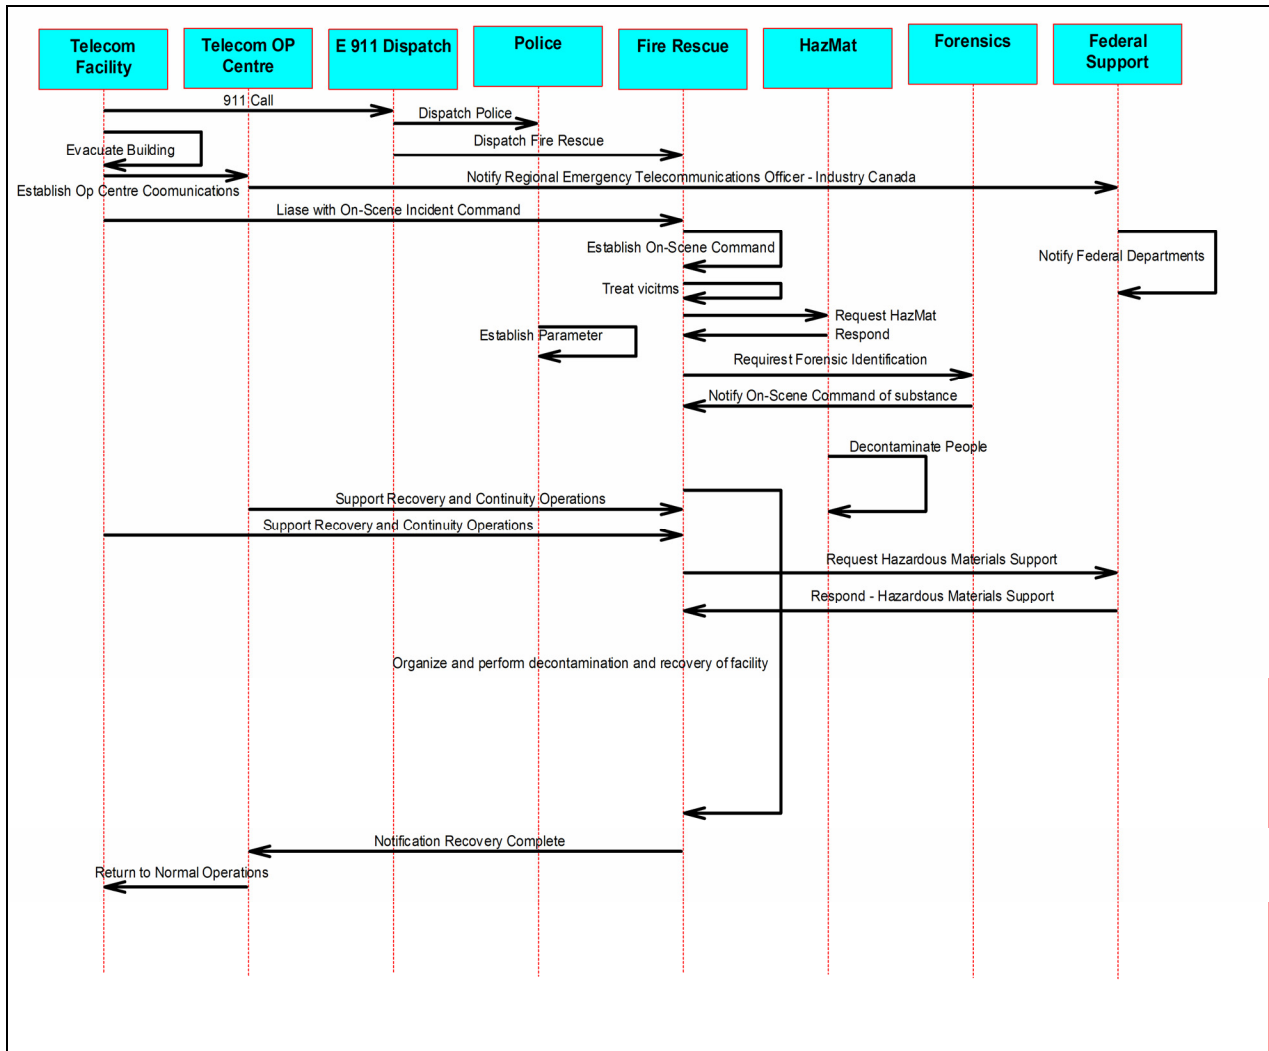 Telecom
Facility
Telecom OP
Centre
E 911 Dispatch
Police
Fire Rescue
HazMat
Forensics
Federal
Support
911 Call
Dispatch Police
Dispatch Fire Rescue
Evacuate Building
Notify Regional Emergency Telecommunications Officer - Industry Canada
Establish Op Centre Coomunications
Liase with On-Scene Incident Command
Establish On-Scene Command
Notify Federal Departments
Treat vicitms
Request HazMat
Establish Parameter
Respond
Requirest Forensic Identification
Notify On-Scene Command of substance
Decontaminate People
Support Recovery and Continuity Operations
Support Recovery and Continuity Operations
Request Hazardous Materials Support
Respond - Hazardous Materials Support
Organize and perform decontamination and recovery of facility
Notification Recovery Complete
Return to Normal Operations